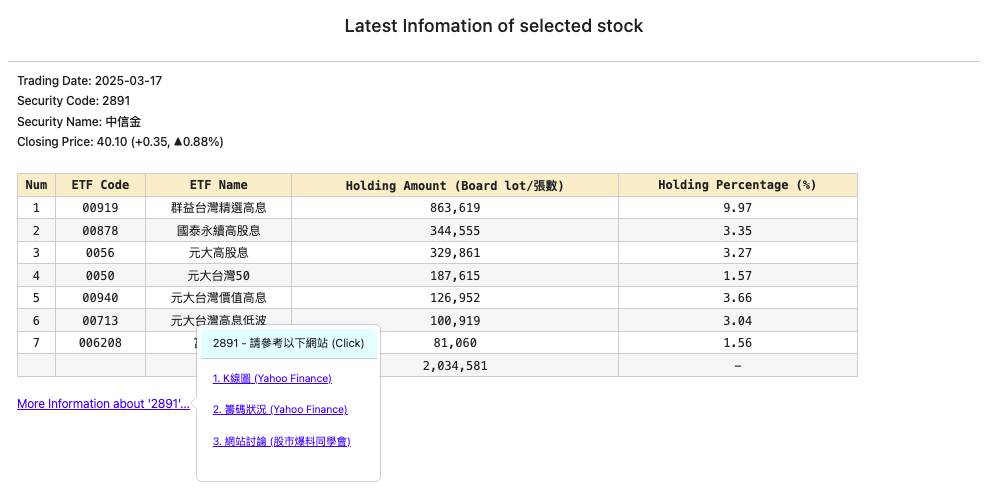 Latest Infomation of selected stock
Trading Date: 2025-03-17
Security Code: 2891
Security Name: 中信金
Closing Price: 40.10 (+0.35, ▲0.88%)
Num ETF Code ETF Name Holding Amount (Board lot/張數) Holding Percentage (%)
1 00919 群益台灣精選高息 863,619 9.97
2 00878 國泰永續高股息 344,555 3.35
3 0056 元大高股息 329,861 3.27
4 0050 元大台灣50 187,615 1.57
5 00940 元大台灣價值高息 126,952 3.66
6 00713 元大台灣高息低波 100,919 3.04
7 006208 81,060 1.56
2,034,581 –
More Information about '2891'...
2891 - 請參考以下網站 (Click)
1. K線圖 (Yahoo Finance)
2. 籌碼狀況 (Yahoo Finance)
3. 網站討論 (股市爆料同學會)